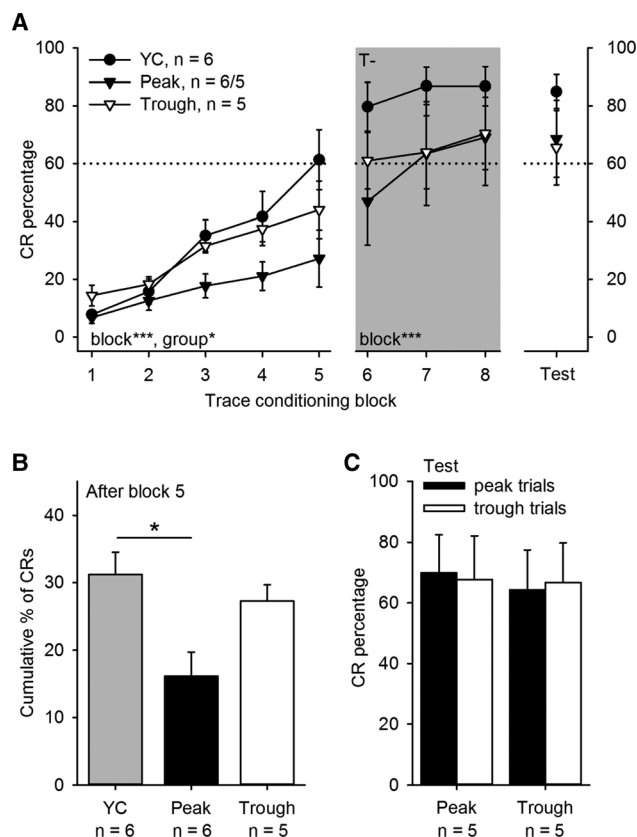 A
100
80
60
40
20
0
CR percentage
YC, n = 6
Peak, n = 6/5
Trough, n = 5
block***, group*
T-
block***
100
80
60
40
20
0
1 2 3 4 5 6 7 8 Test
Trace conditioning block
B
After block 5
*
40
30
20
10
0
Cumulative % of CRs
YC Peak Trough
n = 6 n = 6 n = 5
C
Test
peak trials
trough trials
100
80
60
40
20
0
CR percentage
Peak Trough
n = 5 n = 5